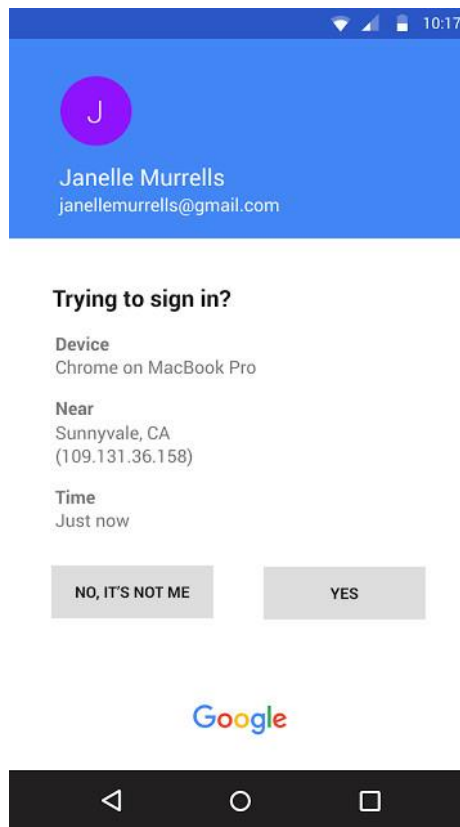 10:17
J
Janelle Murrells
janellemurrells@gmail.com
Trying to sign in?
Device
Chrome on MacBook Pro
Near
Sunnyvale, CA
(109.131.36.158)
Time
Just now
NO, IT'S NOT ME
YES
Google